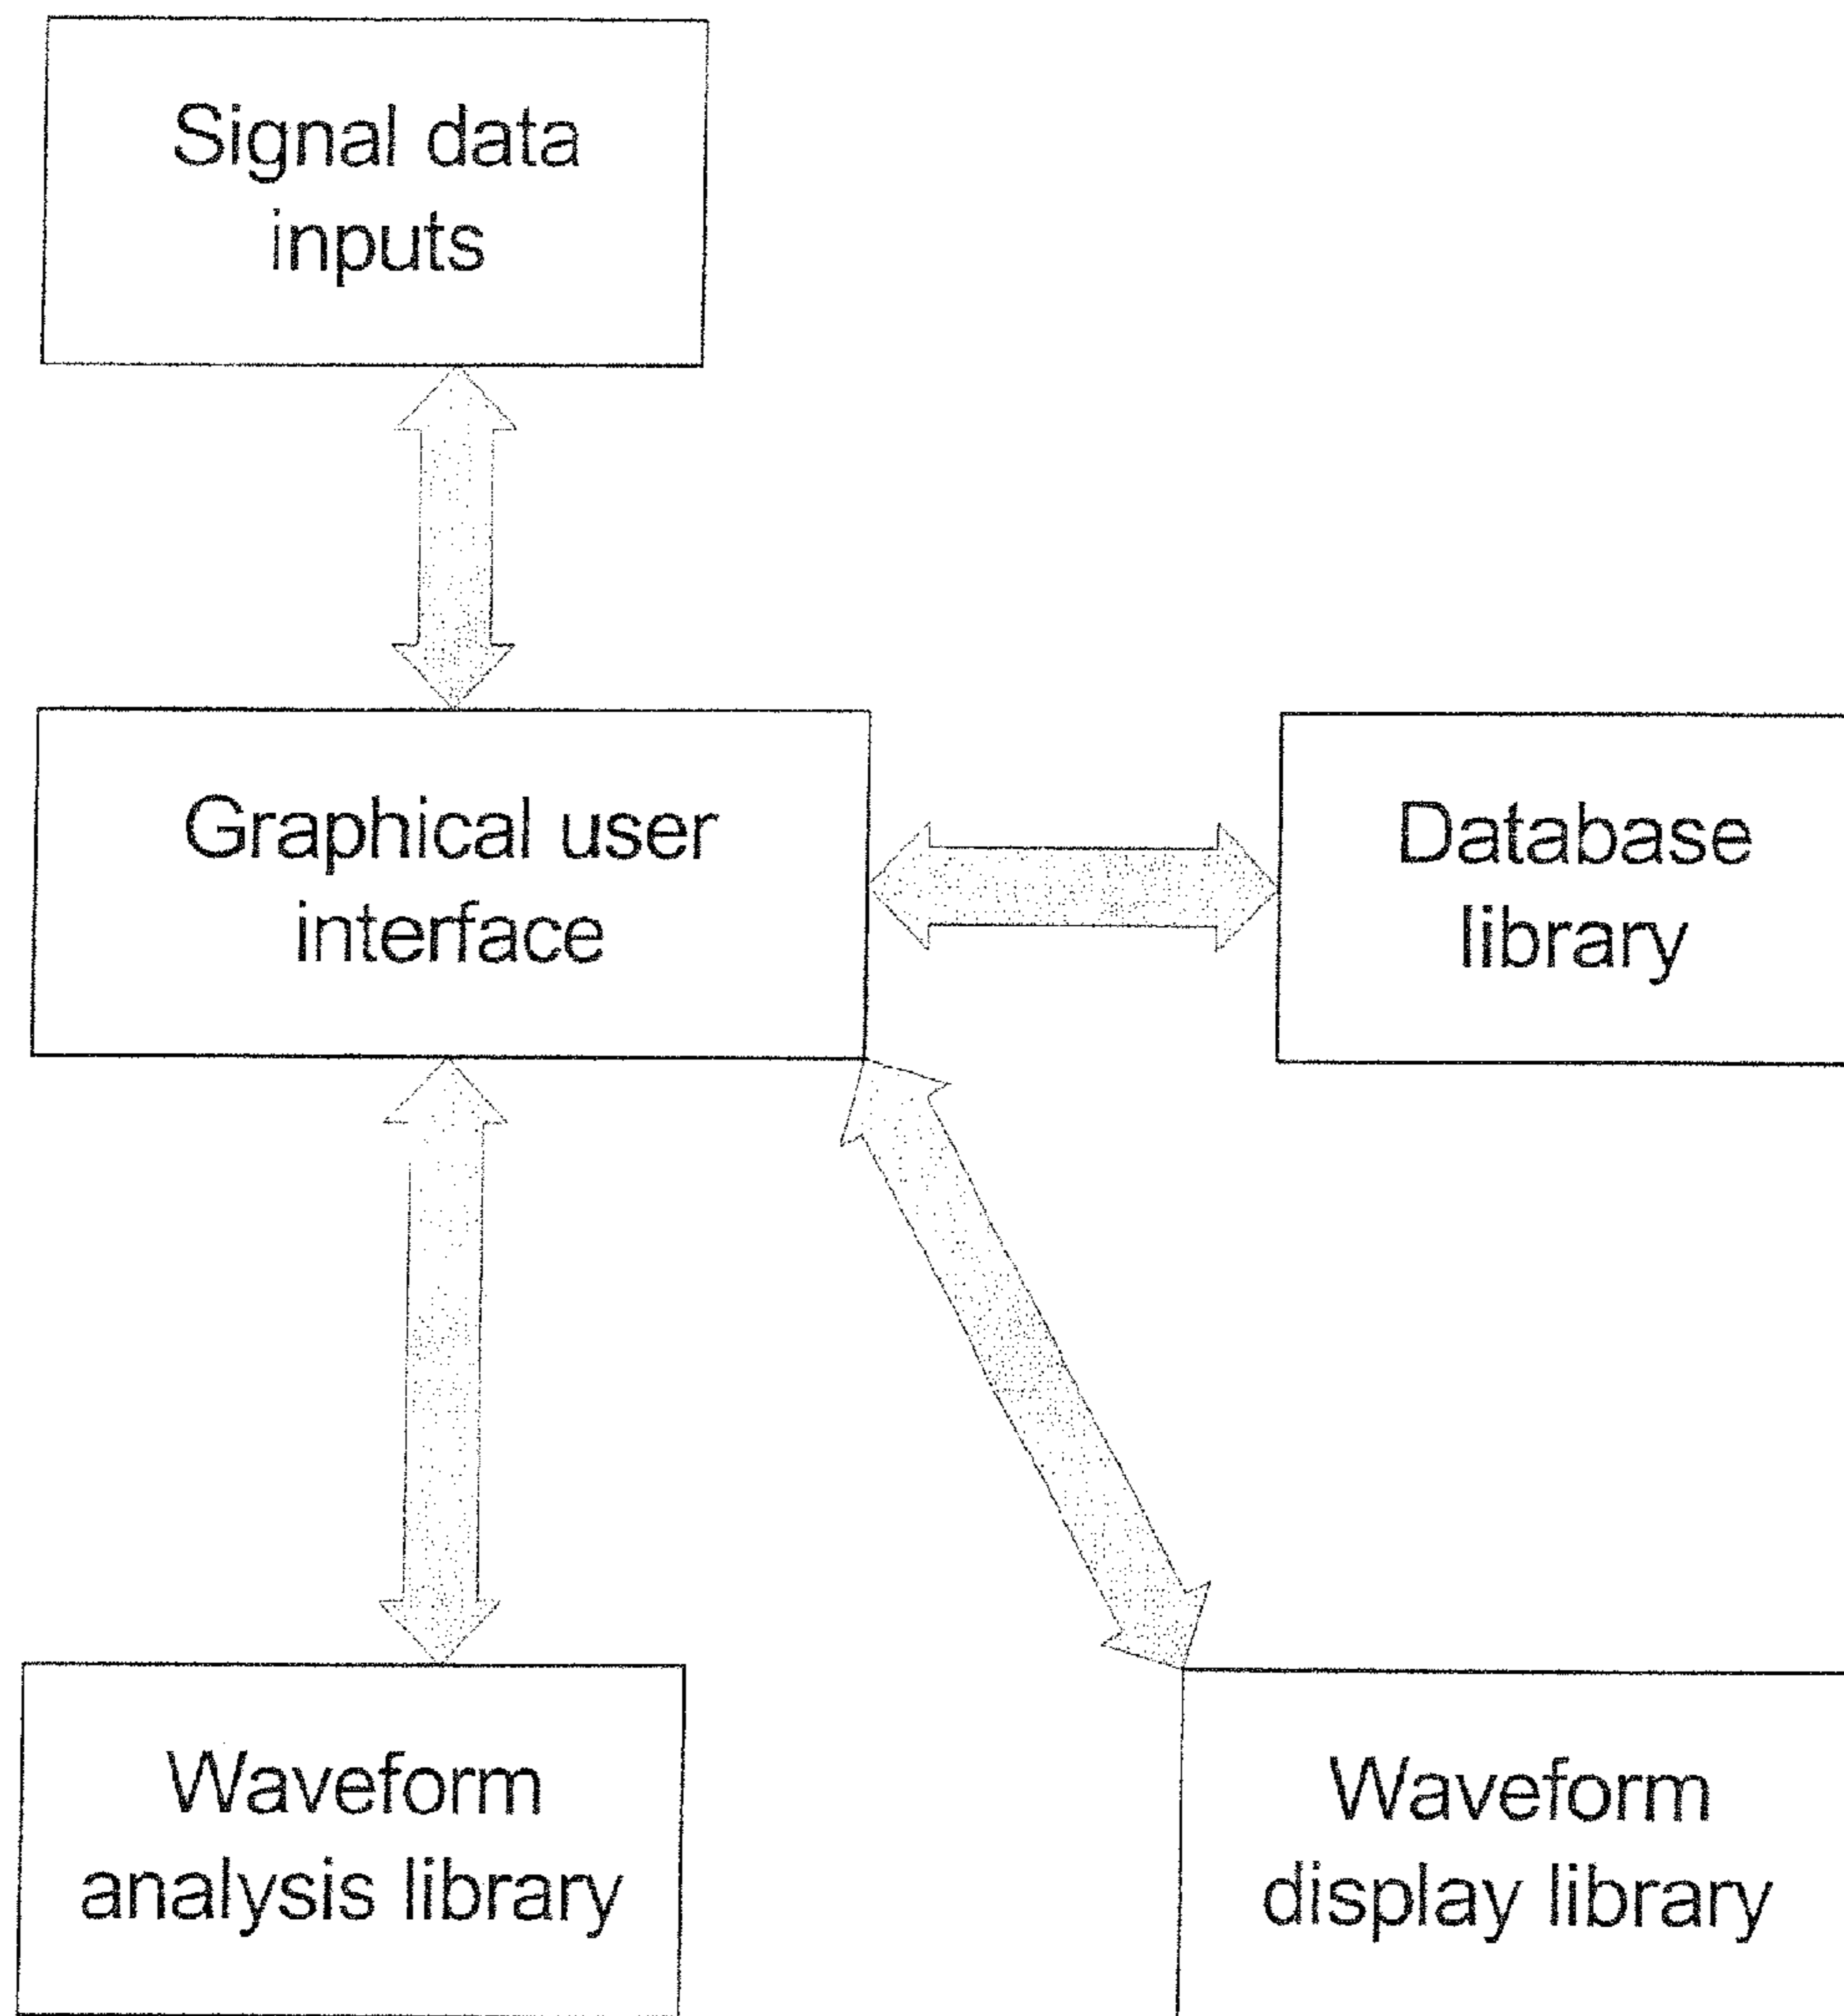 Signal data
inputs
Graphical user
interface
Database
library
Waveform
analysis library
Waveform
display library